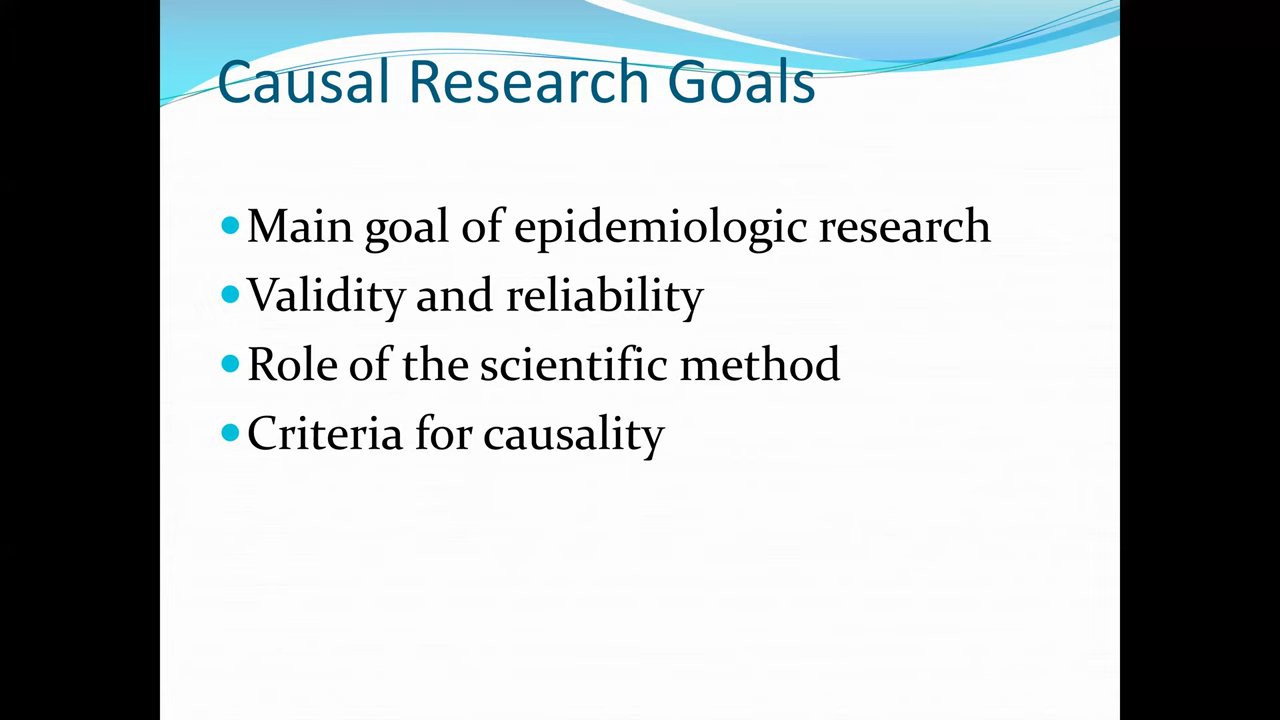 Causal Research Goals
•Main goal of epidemiologic research
•Validity and reliability
•Role of the scientific method
•Criteria for causality